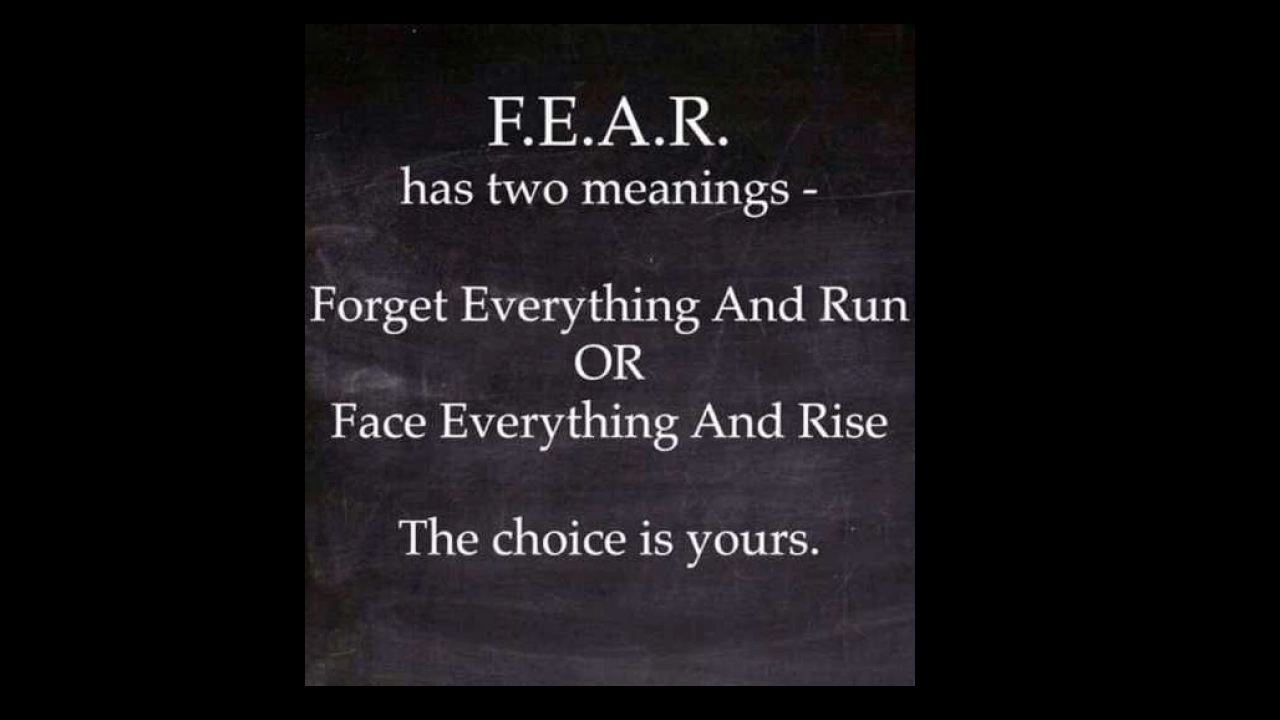 F.E.A.R.
has two meanings -
Forget Everything And Run
OR
Face Everything And Rise
The choice is yours.